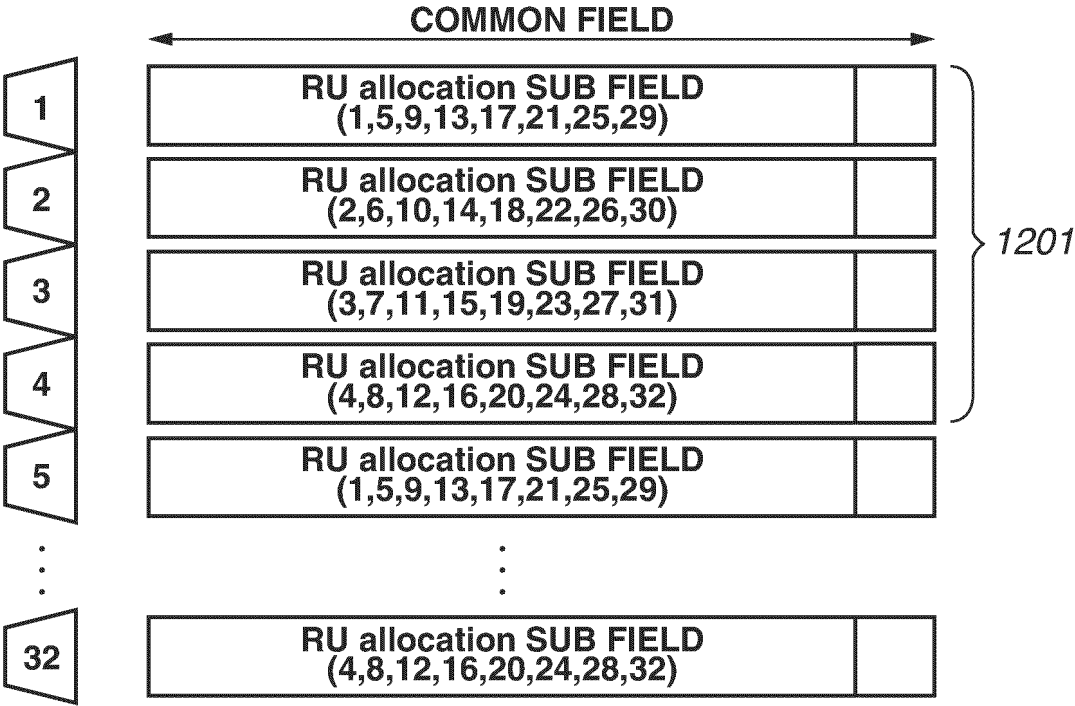 COMMON FIELD
1
RU allocation SUB FIELD
(1,5,9,13,17,21,25,29)
2
RU allocation SUB FIELD
(2,6,10,14,18,22,26,30)
1201
3
RU allocation SUB FIELD
(3,7,11,15,19,23,27,31)
4
RU allocation SUB FIELD
(4,8,12,16,20,24,28,32)
5
RU allocation SUB FIELD
(1,5,9,13,17,21,25,29)
32
RU allocation SUB FIELD
(4,8,12,16,20,24,28,32)